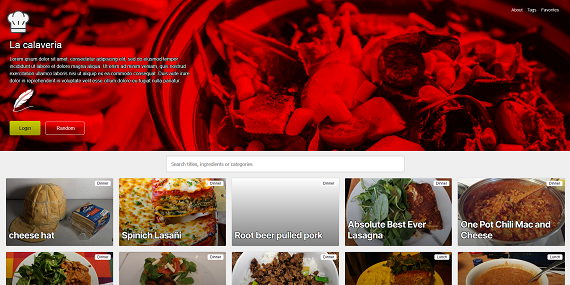 About Tags Favorites
La calaveria
Lorem ipsum dolor sit amet, consectetur adipiscing elit, sed do eiusmod tempor
incididunt ut labore et dolore magna aliqua. Ut enim ad minim veniam, quis nostrud
exercitation ullamco laboris nisi ut aliquip ex ea commodo consequat. Duis aute irure
dolor in reprehenderit in voluptate velit esse cillum dolore eu fugiat nulla pariatur.
Login Random
Search titles, ingredients or categories
Dinner Dinner Dinner Dinner Dinner
cheese hat
Spinich Lasañi
Root beer pulled pork
Absolute Best Ever
Lasagna
One Pot Chili Mac and
Cheese
Dinner Dinner Dinner Lunch Lunch